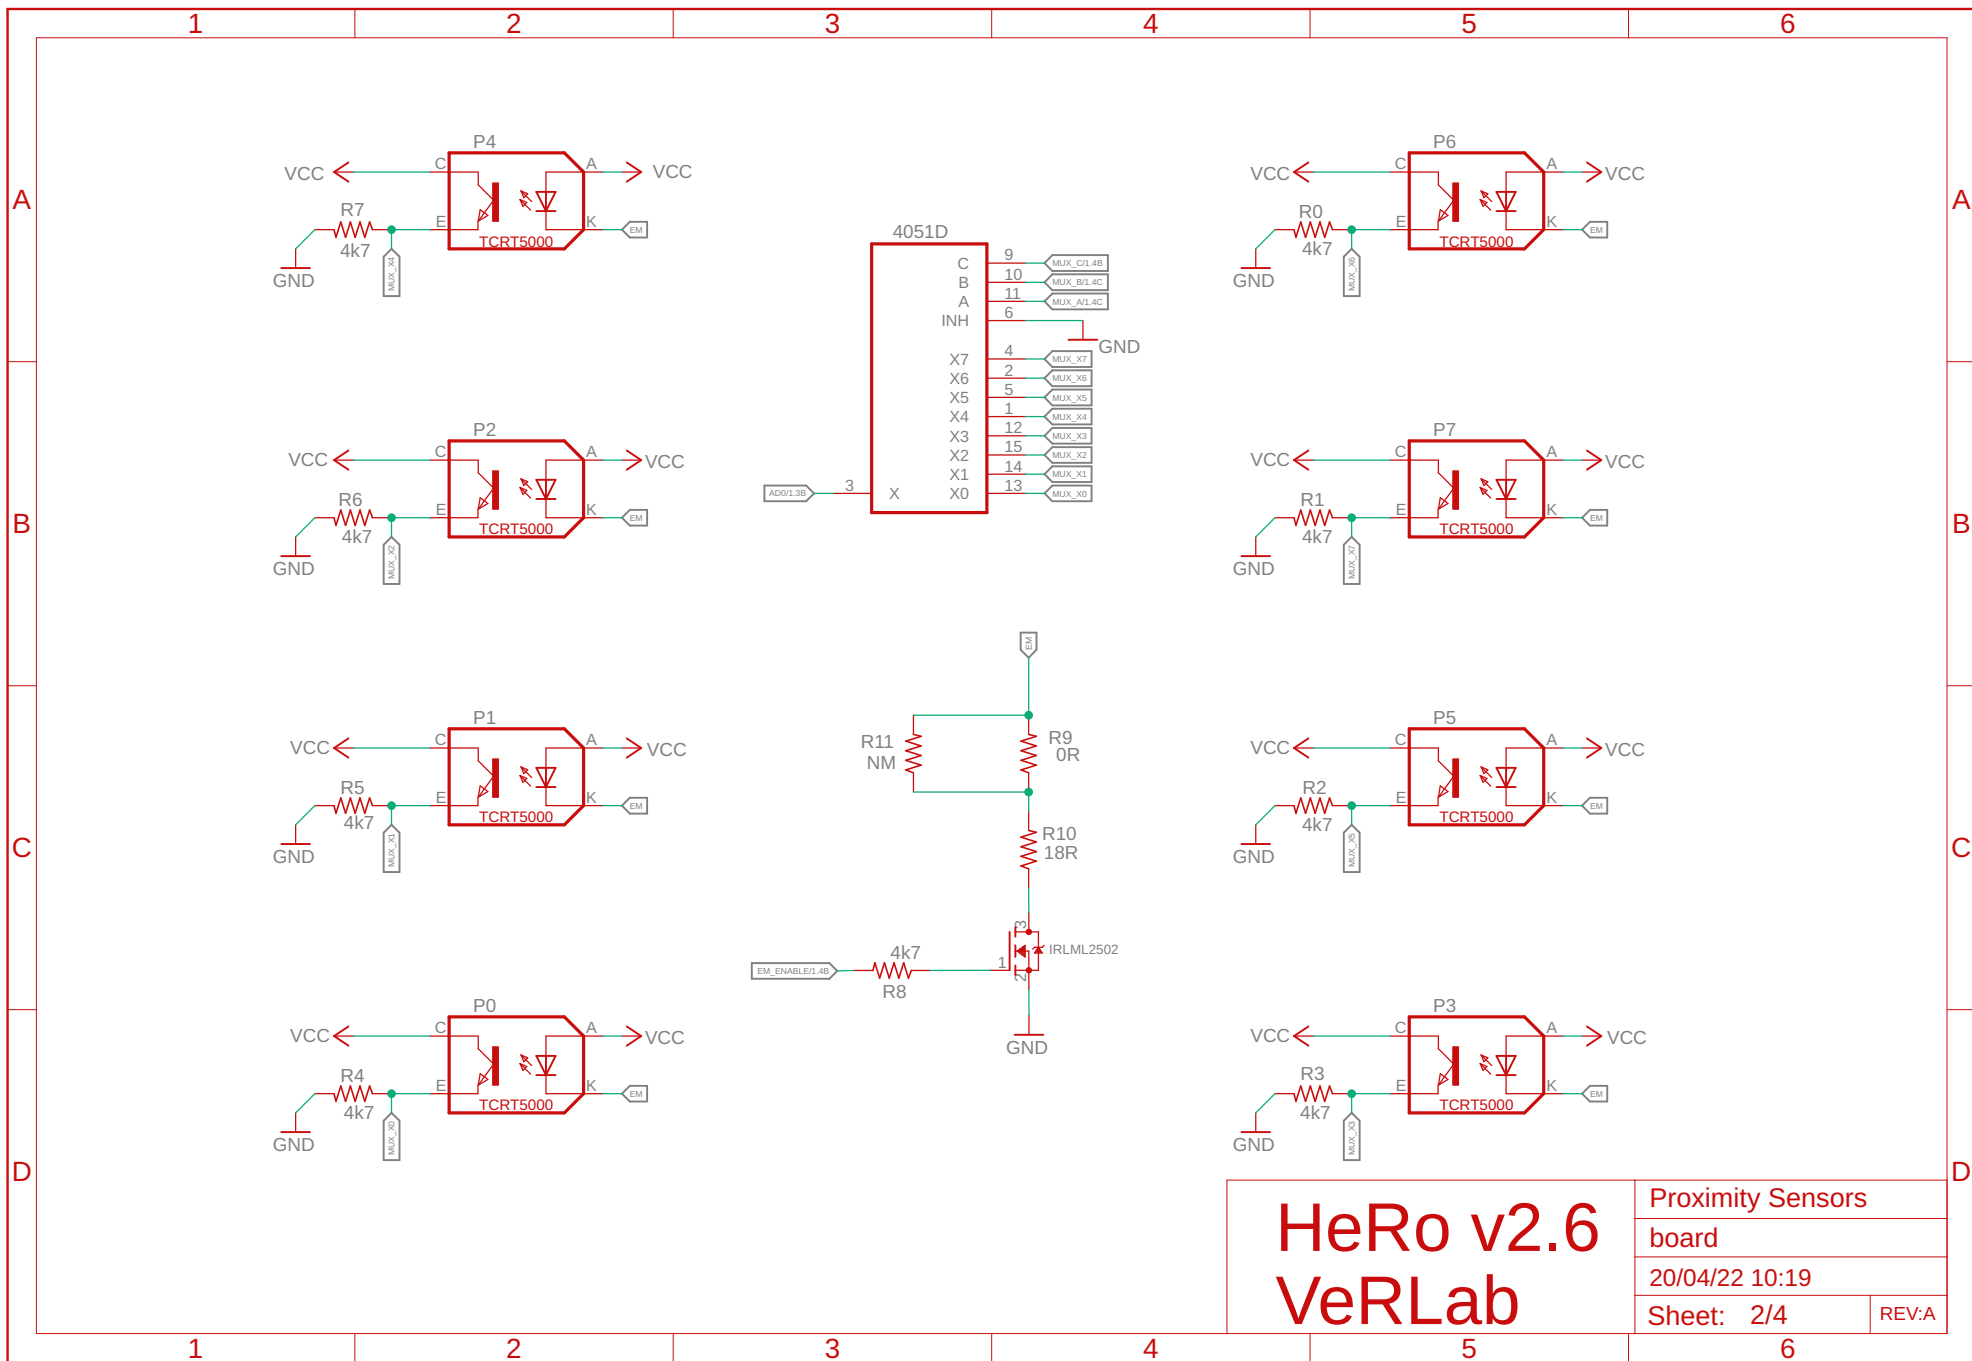 1 2 3 4 5 6
A A
P4
VCC C A VCC
R7 E K EM
4k7 TCRT5000
GND MUX_X4
P6
VCC C A VCC
R0 E K EM
4k7 TCRT5000
GND MUX_X6
4051D
C 9 MUX_C/1.4B
B 10 MUX_B/1.4C
A 11 MUX_A/1.4C
INH 6
GND
X7 4 MUX_X7
X6 2 MUX_X6
X5 5 MUX_X5
X4 1 MUX_X4
X3 12 MUX_X3
X2 15 MUX_X2
X1 14 MUX_X1
AD0/1.3B 3 X X0 13 MUX_X0
B B
P2
VCC C A VCC
R6 E K EM
4k7 TCRT5000
GND MUX_X2
P7
VCC C A VCC
R1 E K EM
4k7 TCRT5000
GND MUX_X7
C C
P1
VCC C A VCC
R5 E K EM
4k7 TCRT5000
GND MUX_X1
EM
R11 R9
NM 0R
R10
18R
3
4k7 IRLML2502
EM_ENABLE/1.4B 1
R8 2
GND
P5
VCC C A VCC
R2 E K EM
4k7 TCRT5000
GND MUX_X5
D D
P0
VCC C A VCC
R4 E K EM
4k7 TCRT5000
GND MUX_X0
P3
VCC C A VCC
R3 E K EM
4k7 TCRT5000
GND MUX_X3
HeRo v2.6
VeRLab
Proximity Sensors
board
20/04/22 10:19
Sheet: 2/4 REV:A
1 2 3 4 5 6